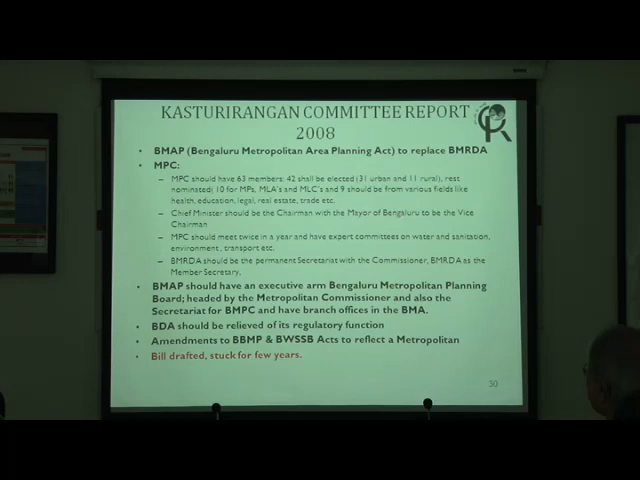 KASTURIRANGAN COMMITTEE REPORT
2008
• BMAP (Bengaluru Metropolitan Area Planning Act) to replace BMRDA
• MPC:
– MPC should have 63 members: 42 shall be elected (31 urban and 11 rural), rest
nominated( 10 for MPs, MLA's and MLC's and 9 should be from various fields like
health, education, legal, real estate, trade etc.
– Chief Minister should be the Chairman with the Mayor of Bengaluru to be the Vice
Chairman
– MPC should meet twice in a year and have expert committees on water and sanitation,
environment, transport etc.
– BMRDA should be the permanent Secretariat with the Commissioner, BMRDA as the
Member Secretary,
• BMAP should have an executive arm Bengaluru Metropolitan Planning
Board; headed by the Metropolitan Commissioner and also the
Secretariat for BMPC and have branch offices in the BMA.
• BDA should be relieved of its regulatory function
• Amendments to BBMP & BWSSB Acts to reflect a Metropolitan
• Bill drafted, stuck for few years.
30